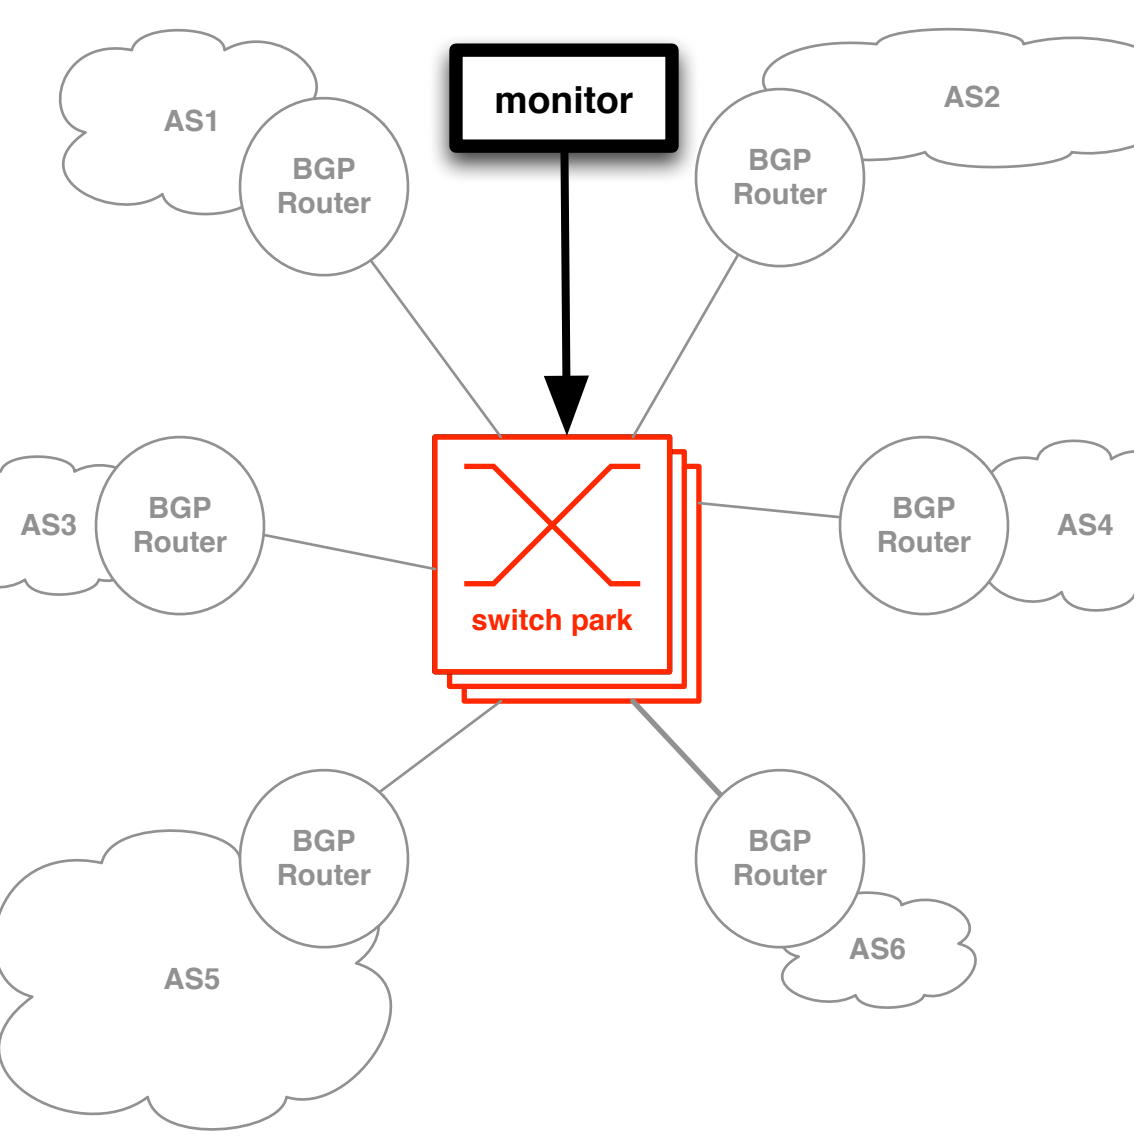 AS1
BGP
Router
monitor
BGP
Router
AS2
AS3
BGP
Router
switch park
BGP
Router
AS4
BGP
Router
AS5
BGP
Router
AS6